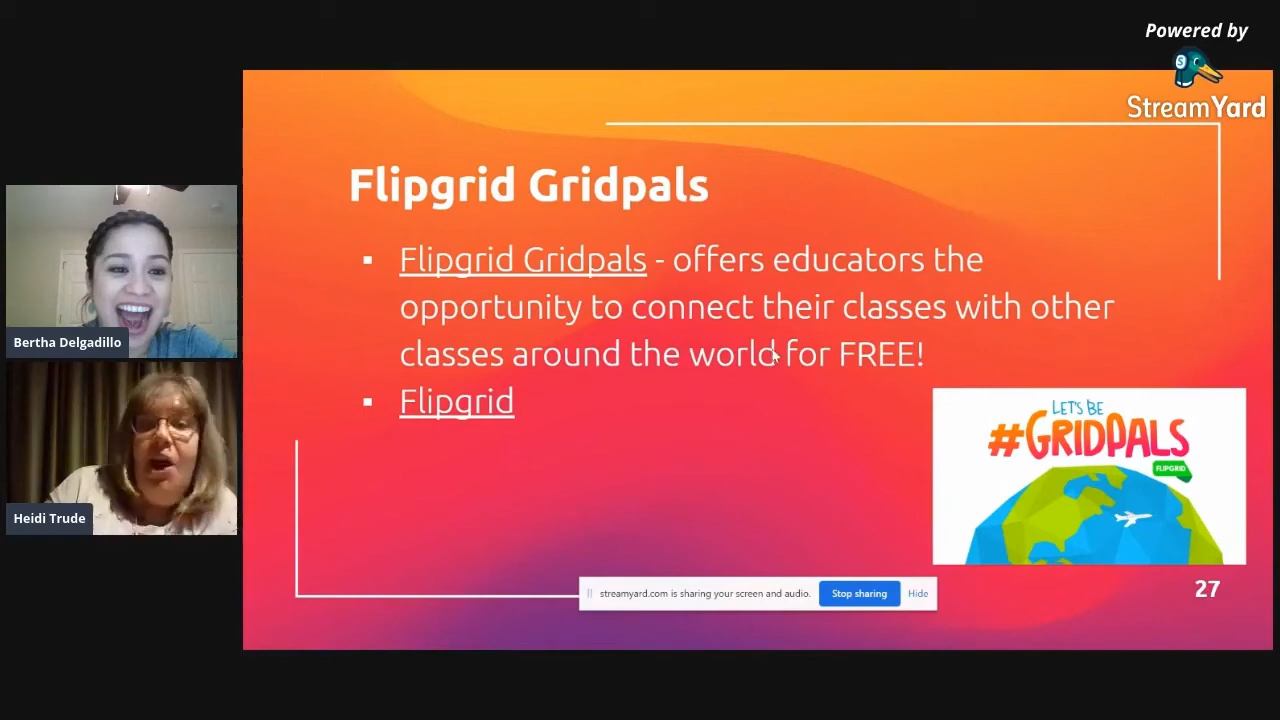 Powered by
StreamYard
Flipgrid Gridpals
▪ Flipgrid Gridpals - offers educators the
opportunity to connect their classes with other
classes around the world for FREE!
▪ Flipgrid
LET'S BE
#GRIDPALS
FLIPGRID
Bertha Delgadillo
Heidi Trude
streamyard.com is sharing your screen and audio.
Stop sharing
Hide
27